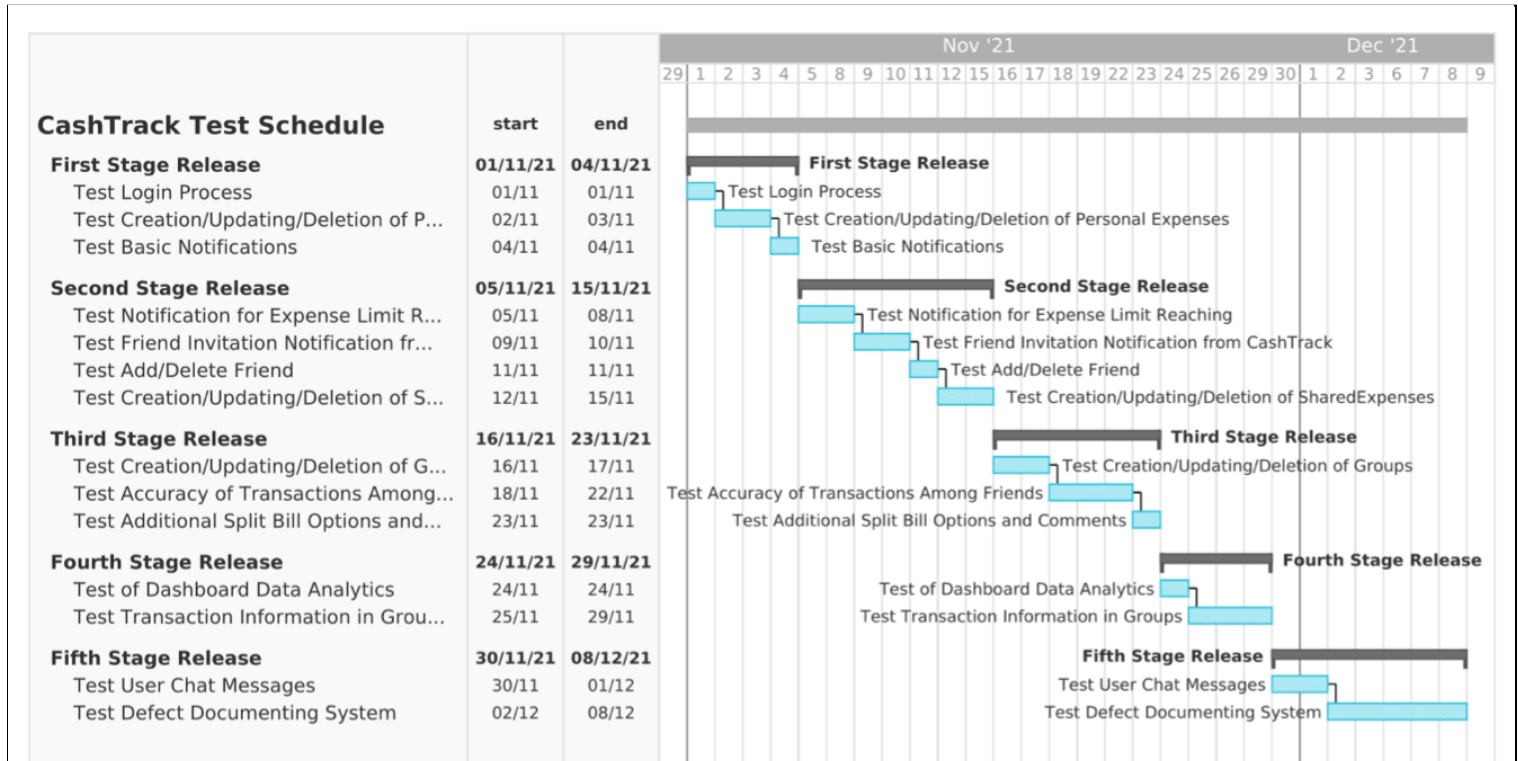 Nov '21 Dec '21
29 1 2 3 4 5 8 9 10 11 12 15 16 17 18 19 22 23 24 25 26 29 30 1 2 3 6 7 8 9
CashTrack Test Schedule start end
First Stage Release 01/11/21 04/11/21 First Stage Release
Test Login Process 01/11 01/11 Test Login Process
Test Creation/Updating/Deletion of P... 02/11 03/11 Test Creation/Updating/Deletion of Personal Expenses
Test Basic Notifications 04/11 04/11 Test Basic Notifications
Second Stage Release 05/11/21 15/11/21 Second Stage Release
Test Notification for Expense Limit R... 05/11 08/11 Test Notification for Expense Limit Reaching
Test Friend Invitation Notification fr... 09/11 10/11 Test Friend Invitation Notification from CashTrack
Test Add/Delete Friend 11/11 11/11 Test Add/Delete Friend
Test Creation/Updating/Deletion of S... 12/11 15/11 Test Creation/Updating/Deletion of SharedExpenses
Third Stage Release 16/11/21 23/11/21 Third Stage Release
Test Creation/Updating/Deletion of G... 16/11 17/11 Test Creation/Updating/Deletion of Groups
Test Accuracy of Transactions Among... 18/11 22/11 Test Accuracy of Transactions Among Friends
Test Additional Split Bill Options and... 23/11 23/11 Test Additional Split Bill Options and Comments
Fourth Stage Release 24/11/21 29/11/21 Fourth Stage Release
Test of Dashboard Data Analytics 24/11 24/11 Test of Dashboard Data Analytics
Test Transaction Information in Grou... 25/11 29/11 Test Transaction Information in Groups
Fifth Stage Release 30/11/21 08/12/21 Fifth Stage Release
Test User Chat Messages 30/11 01/12 Test User Chat Messages
Test Defect Documenting System 02/12 08/12 Test Defect Documenting System